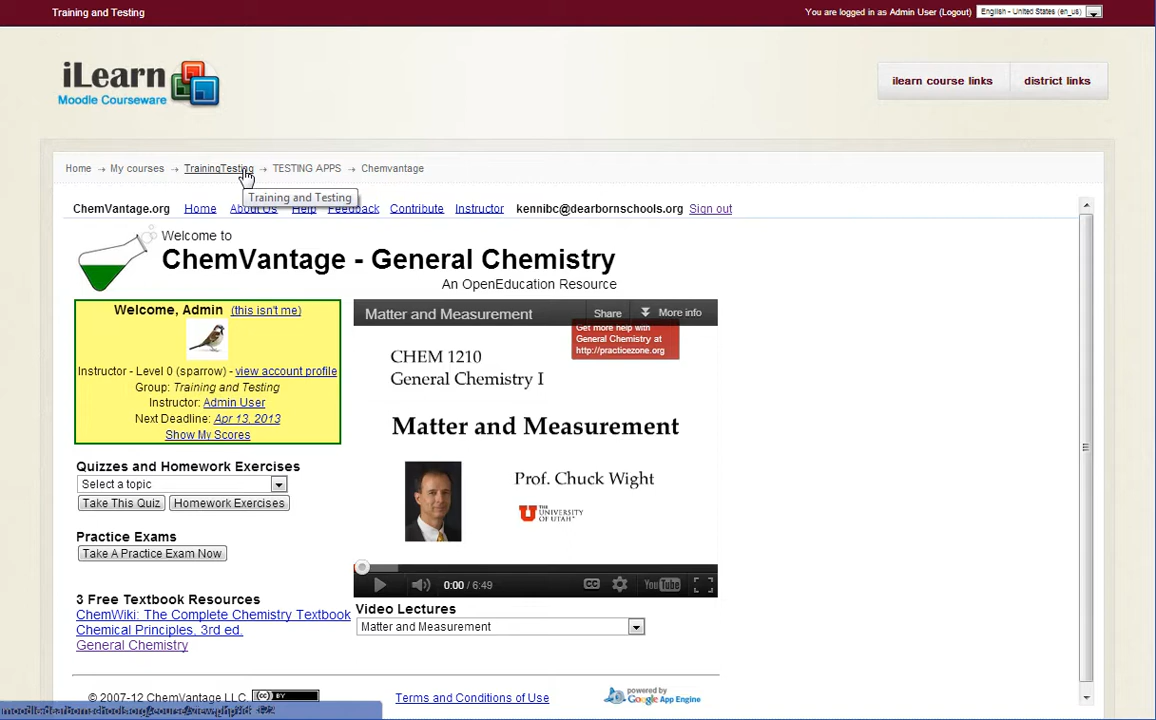 Training and Testing
You are logged in as Admin User (Logout)
English - United States (en_us)
iLearn
Moodle Courseware
ilearn course links
district links
Home → My courses → TrainingTesting → TESTING APPS → Chemvantage
Training and Testing
ChemVantage.org Home About Us Help Feedback Contribute Instructor kennibc@dearbornschools.org Sign out
Welcome to
ChemVantage - General Chemistry
An OpenEducation Resource
Welcome, Admin (this isn't me)
Instructor - Level 0 (sparrow) - view account profile
Group: Training and Testing
Instructor: Admin User
Next Deadline: Apr 13, 2013
Show My Scores
Quizzes and Homework Exercises
Select a topic
Take This Quiz Homework Exercises
Practice Exams
Take A Practice Exam Now
3 Free Textbook Resources
ChemWiki: The Complete Chemistry Textbook
Chemical Principles, 3rd ed.
General Chemistry
Matter and Measurement Share More info
Get more help with
General Chemistry at
http://practicezone.org
CHEM 1210
General Chemistry I
Matter and Measurement
Prof. Chuck Wight
THE
UNIVERSITY
OF UTAH
0:00 / 6:49 CC YouTube
Video Lectures
Matter and Measurement
© 2007-12 ChemVantage LLC. CC BY
Terms and Conditions of Use
powered by
Google App Engine